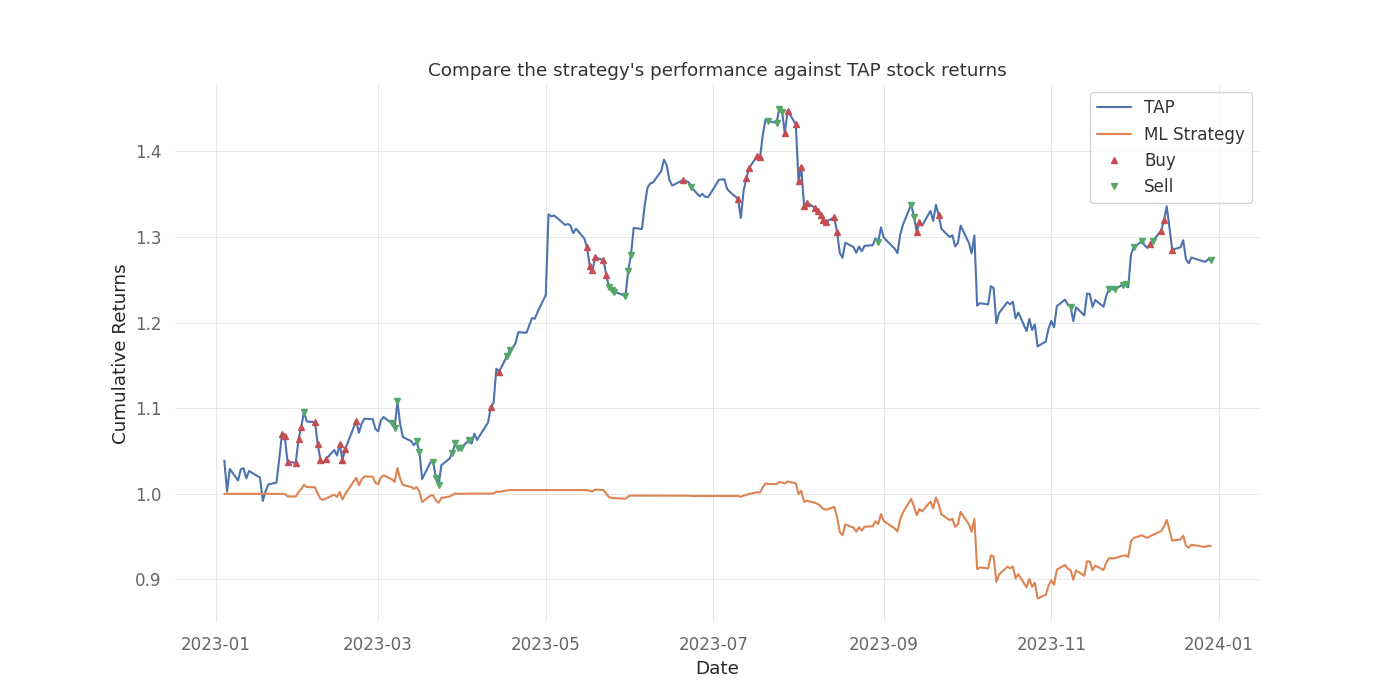 Compare the strategy's performance against TAP stock returns
TAP
ML Strategy
Buy
Sell
Cumulative Returns
1.4
1.3
1.2
1.1
1.0
0.9
2023-01
2023-03
2023-05
2023-07
2023-09
2023-11
2024-01
Date